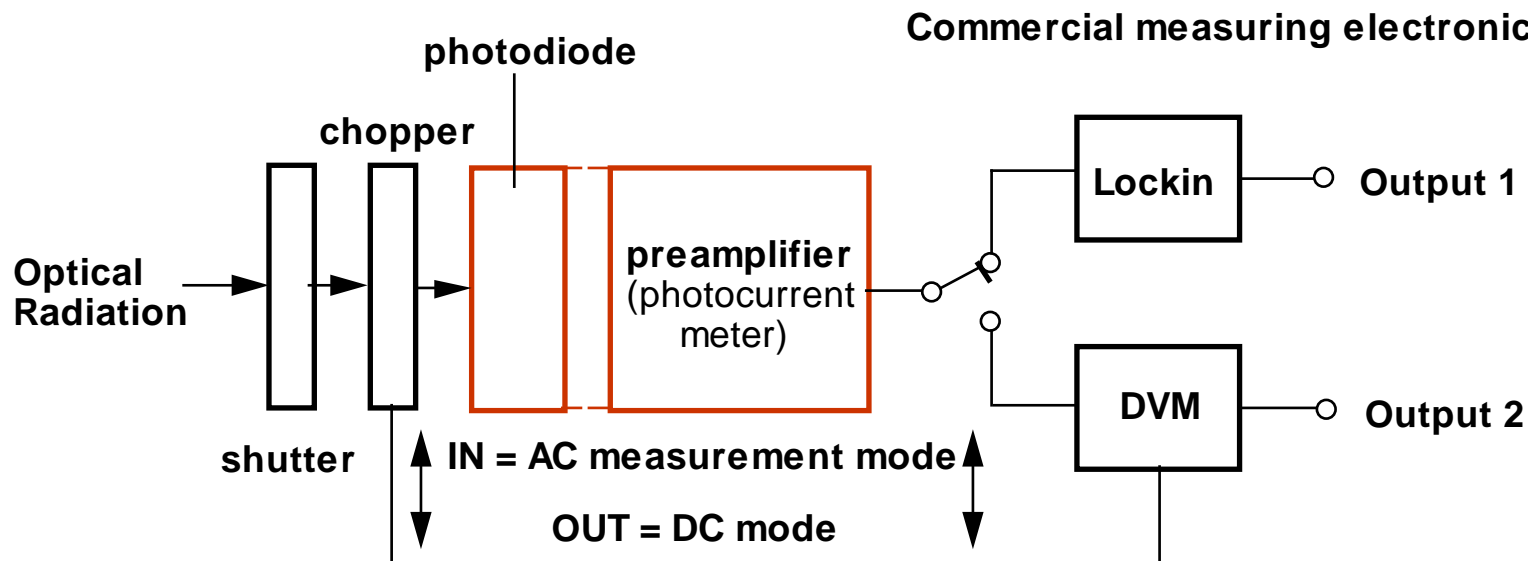 Commercial measuring electronic
photodiode
chopper
Lockin
Output 1
Optical
Radiation
preamplifier
(photocurrent
meter)
DVM
Output 2
shutter
IN = AC measurement mode
OUT = DC mode